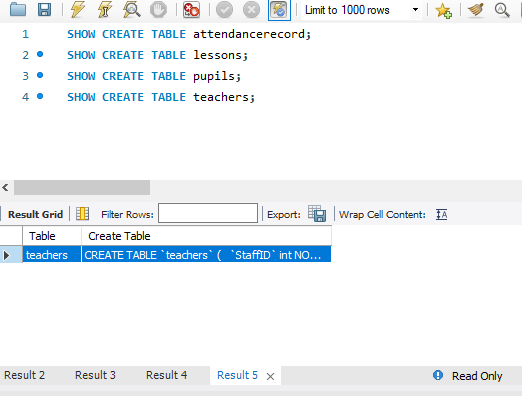 Limit to 1000 rows
1 SHOW CREATE TABLE attendancerecord;
2 SHOW CREATE TABLE lessons;
3 SHOW CREATE TABLE pupils;
4 SHOW CREATE TABLE teachers;
Result Grid Filter Rows: Export: Wrap Cell Content:
Table Create Table
teachers CREATE TABLE `teachers` ( `StaffID` int NO...
Result 2 Result 3 Result 4 Result 5 Read Only